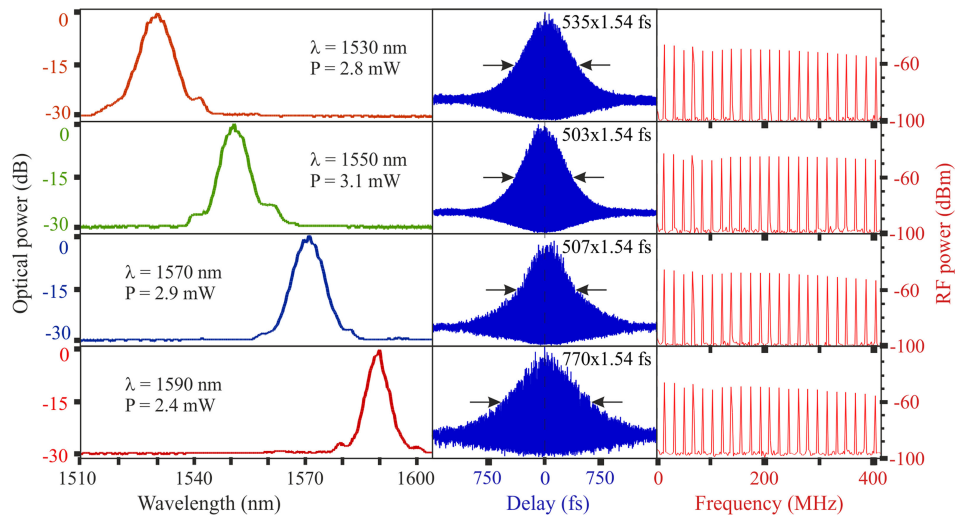 0
-15
-30
λ = 1530 nm
P = 2.8 mW
535x1.54 fs
-60
-100
0
-15
-30
λ = 1550 nm
P = 3.1 mW
503x1.54 fs
-60
-100
0
-15
-30
λ = 1570 nm
P = 2.9 mW
507x1.54 fs
-60
-100
0
-15
-30
λ = 1590 nm
P = 2.4 mW
770x1.54 fs
-60
-100
Optical power (dB)
RF power (dBm)
1510 1540 1570 1600
750 0 750
0 200 400
Wavelength (nm)
Delay (fs)
Frequency (MHz)